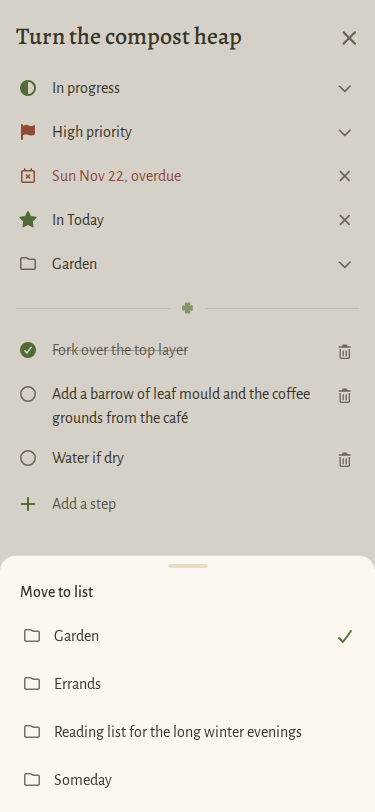 Turn the compost heap
In progress
High priority
Sun Nov 22, overdue
In Today
Garden
Fork over the top layer
Add a barrow of leaf mould and the coffee
grounds from the café
Water if dry
Add a step
Move to list
Garden
Errands
Reading list for the long winter evenings
Someday